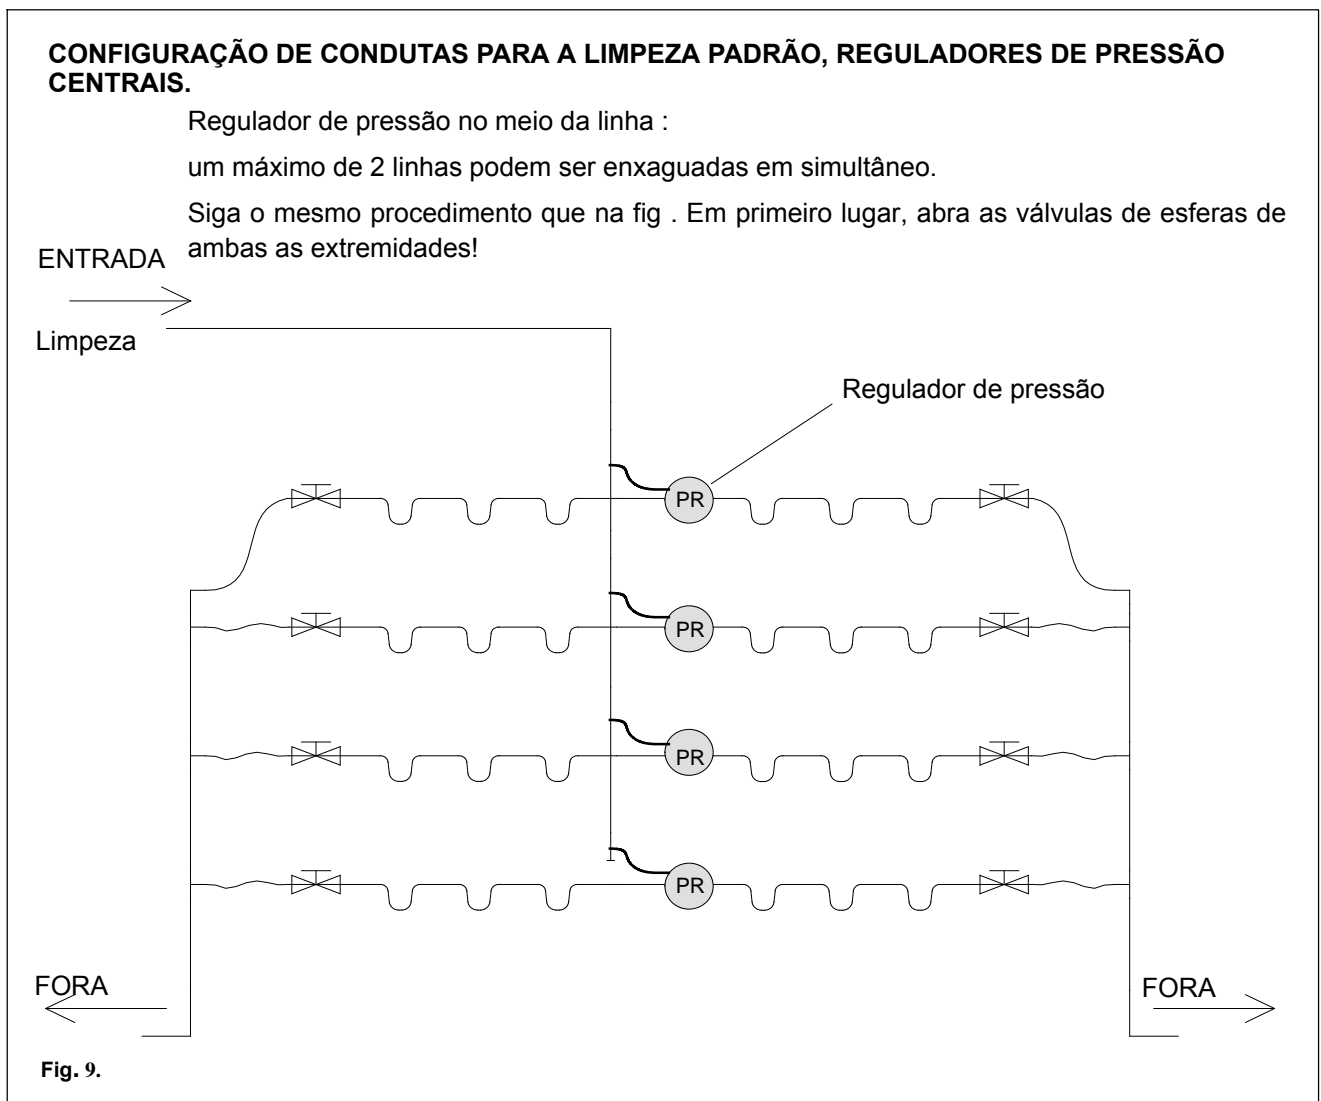 CONFIGURAÇÃO DE CONDUTAS PARA A LIMPEZA PADRÃO, REGULADORES DE PRESSÃO
CENTRAIS.
Regulador de pressão no meio da linha :
um máximo de 2 linhas podem ser enxaguadas em simultâneo.
Siga o mesmo procedimento que na fig . Em primeiro lugar, abra as válvulas de esferas de
ambas as extremidades!
ENTRADA
Limpeza
Regulador de pressão
PR
PR
PR
PR
FORA
FORA
Fig. 9.